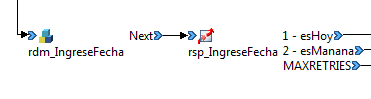 Next
1 - esHoy
2 - esManana
rdm_IngreseFecha
rsp_IngreseFecha
MAXRETRIES